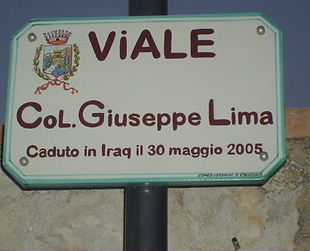 ViALE
CoL. Giuseppe Lima
Caduto in Iraq il 30 maggio 2005